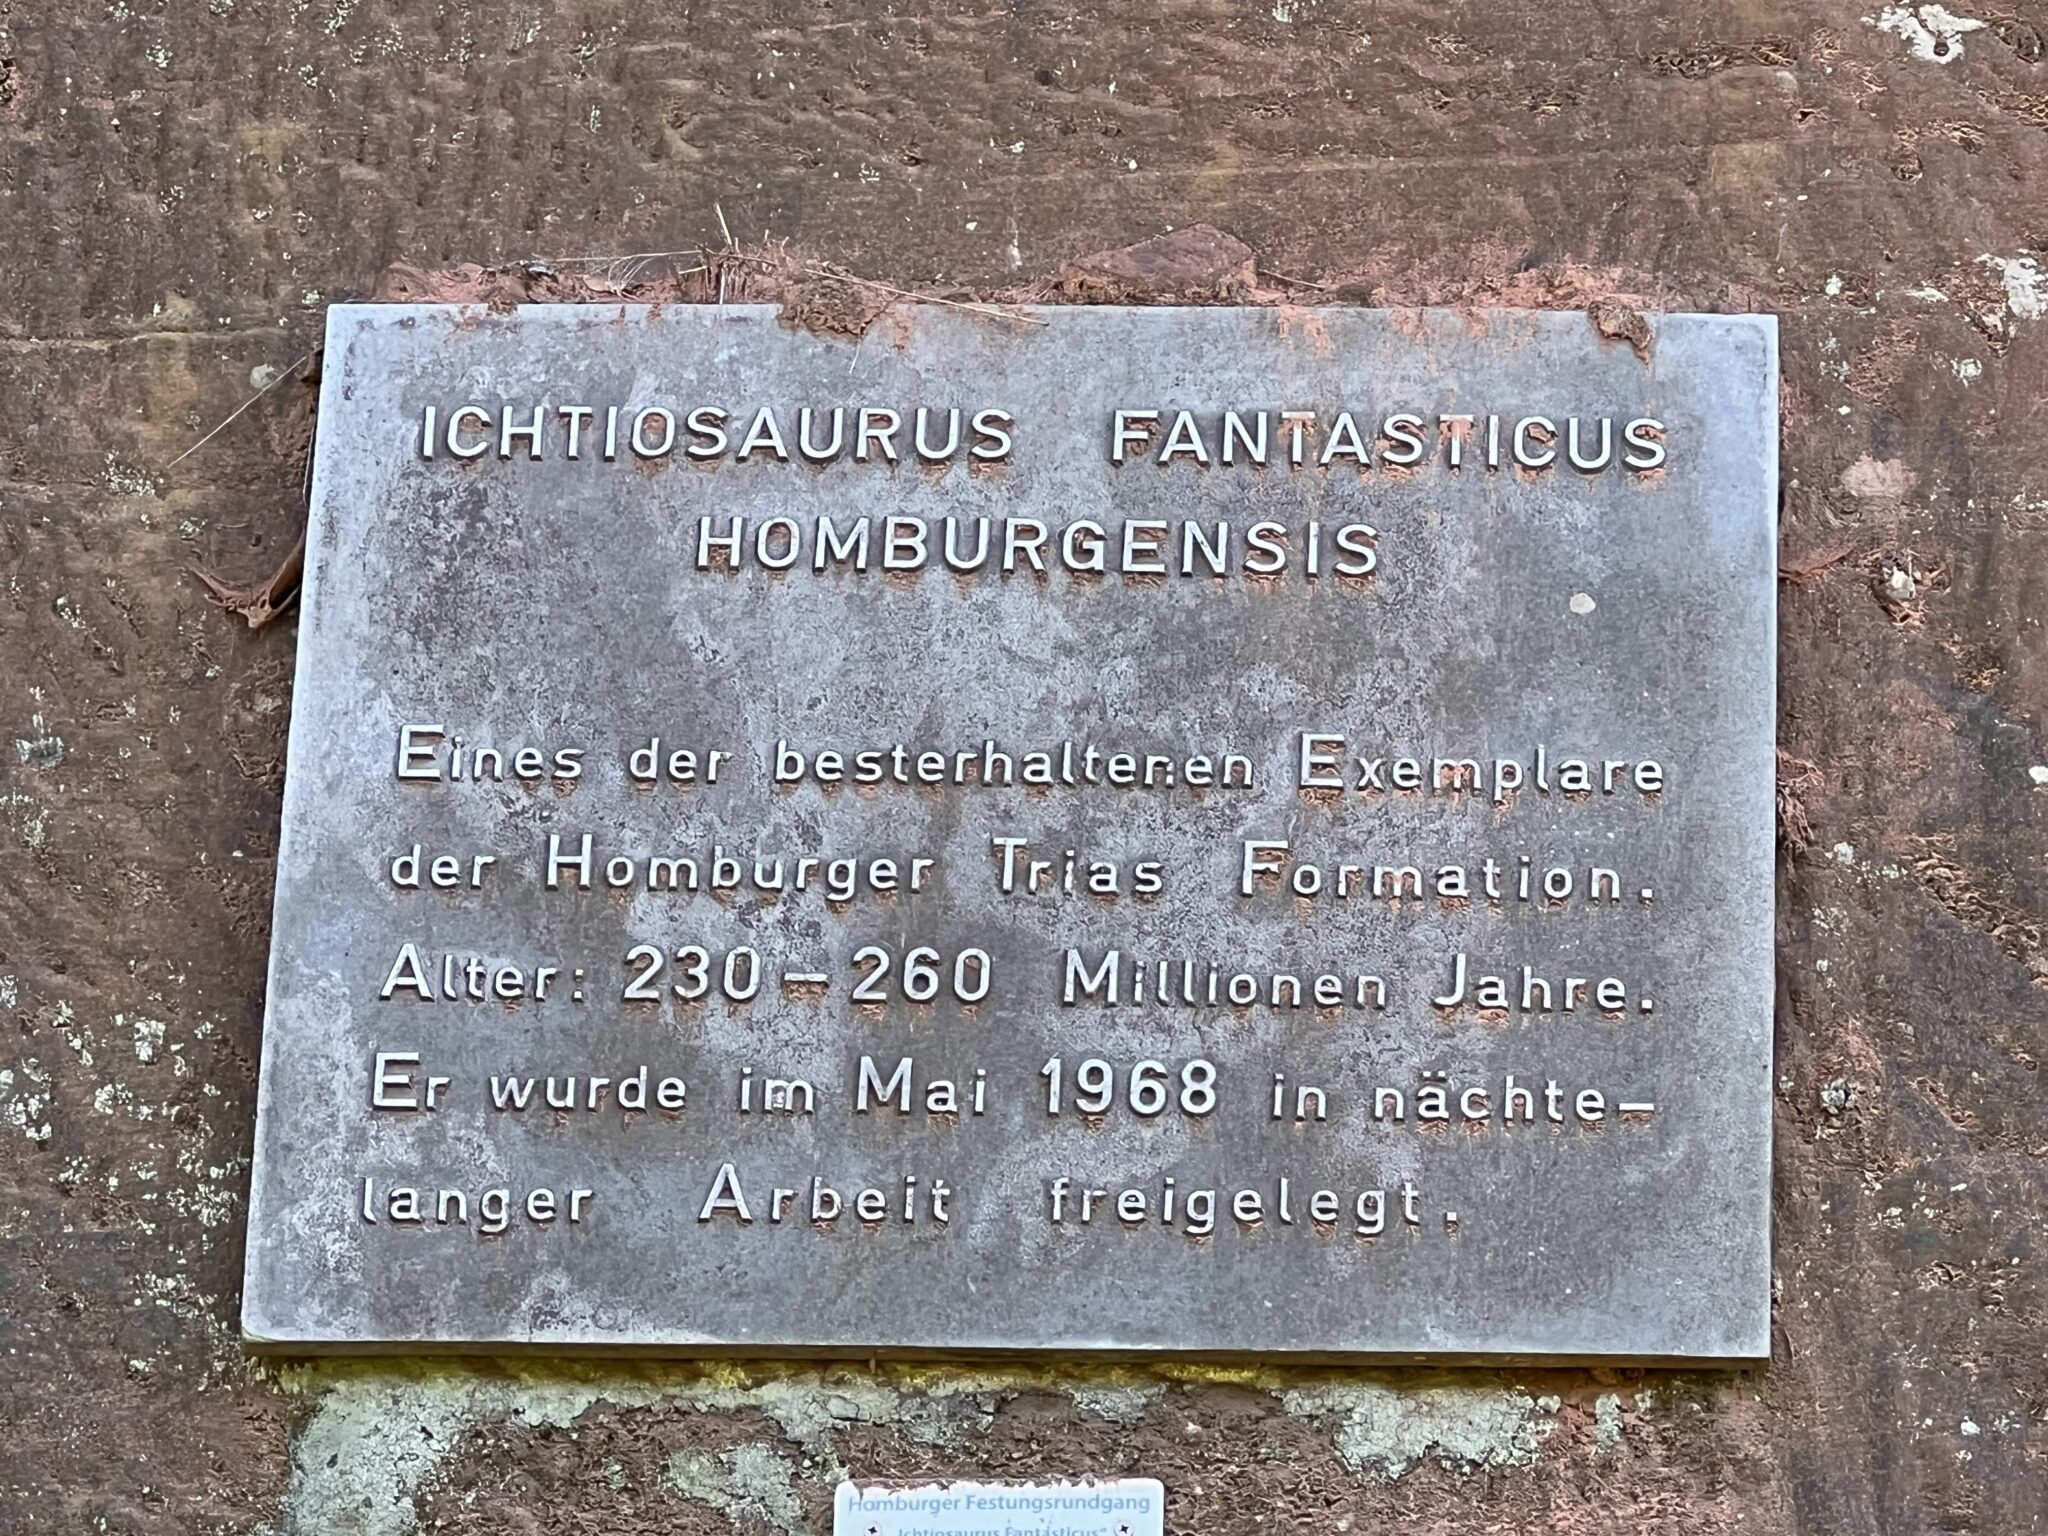 ICHTIOSAURUS FANTASTICUS
HOMBURGENSIS
Eines der besterhaltenen Exemplare
der Homburger Trias Formation.
Alter: 230-260 Millionen Jahre.
Er wurde im Mai 1968 in nächte-
langer Arbeit freigelegt.
Homburger Festungsrundgang
Ichtiosaurus Fantasticus"